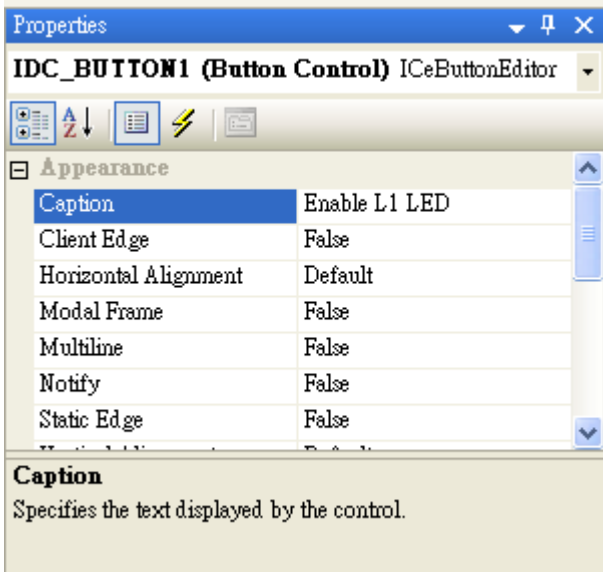 Properties
IDC_BUTTON1 (Button Control) ICeButtonEditor
Appearance
Caption Enable L1 LED
Client Edge False
Horizontal Alignment Default
Modal Frame False
Multiline False
Notify False
Static Edge False
Caption
Specifies the text displayed by the control.